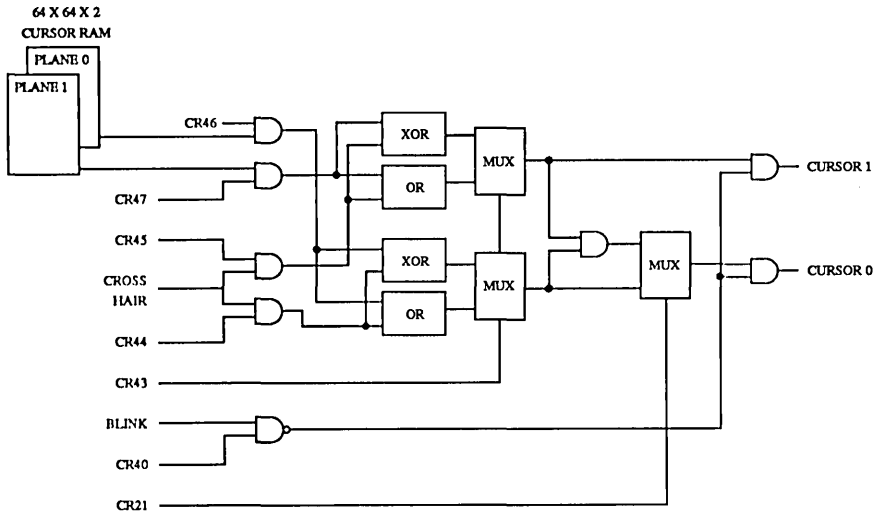 64 X 64 X 2
CURSOR RAM
PLANE 0
PLANE 1
CR46
XOR
MUX
CURSOR 1
OR
CR47
CR45
XOR
MUX
MUX
CURSOR 0
CROSS
HAIR
OR
CR44
CR43
BLINK
CR40
CR21